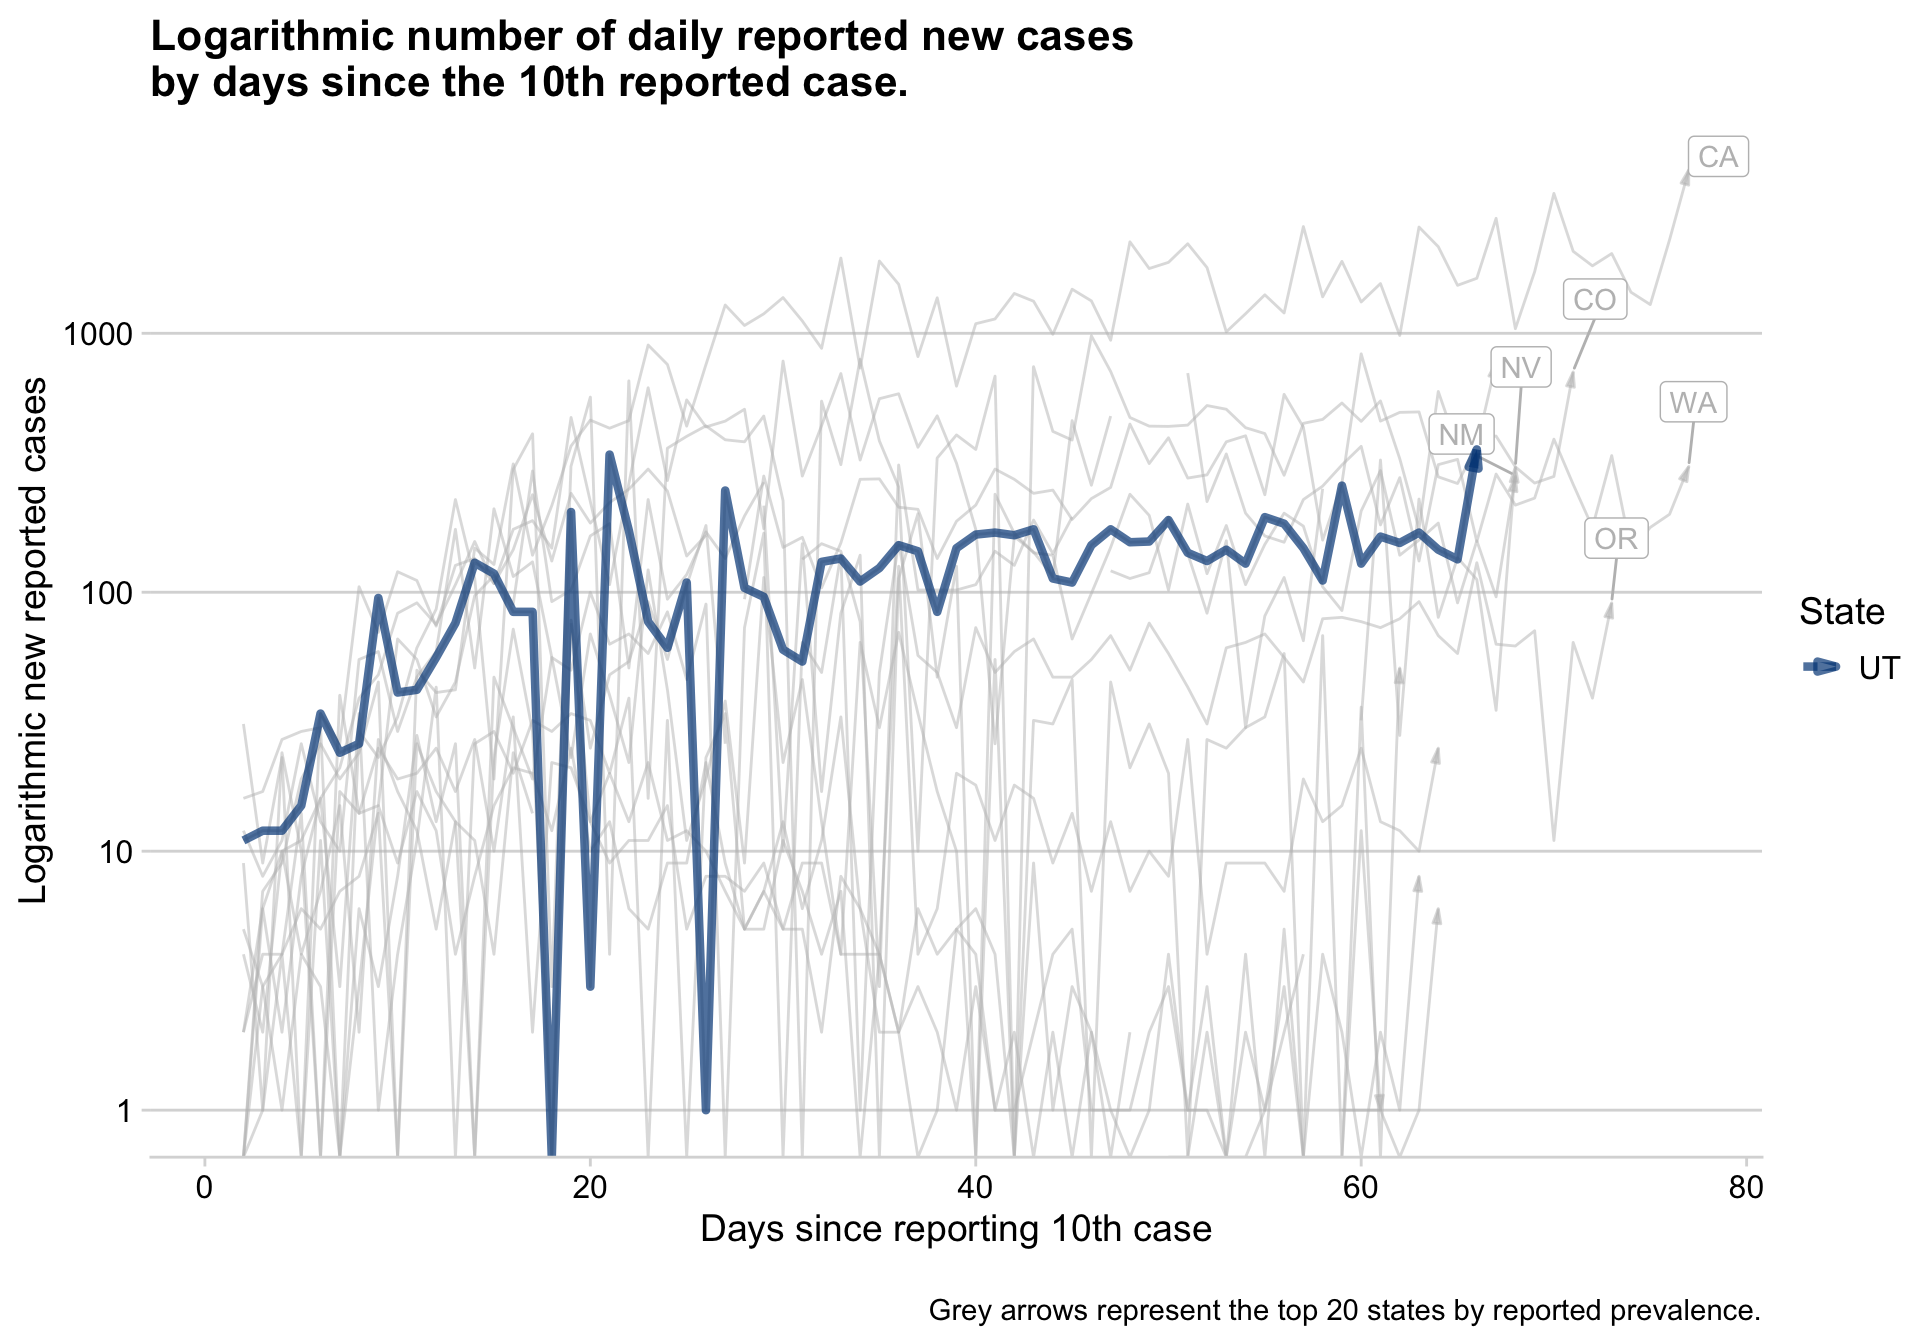 Logarithmic number of daily reported new cases
by days since the 10th reported case.
CA
CO
NV
WA
NM
OR
1000
100
10
1
Logarithmic new reported cases
0 20 40 60 80
Days since reporting 10th case
State
UT
Grey arrows represent the top 20 states by reported prevalence.